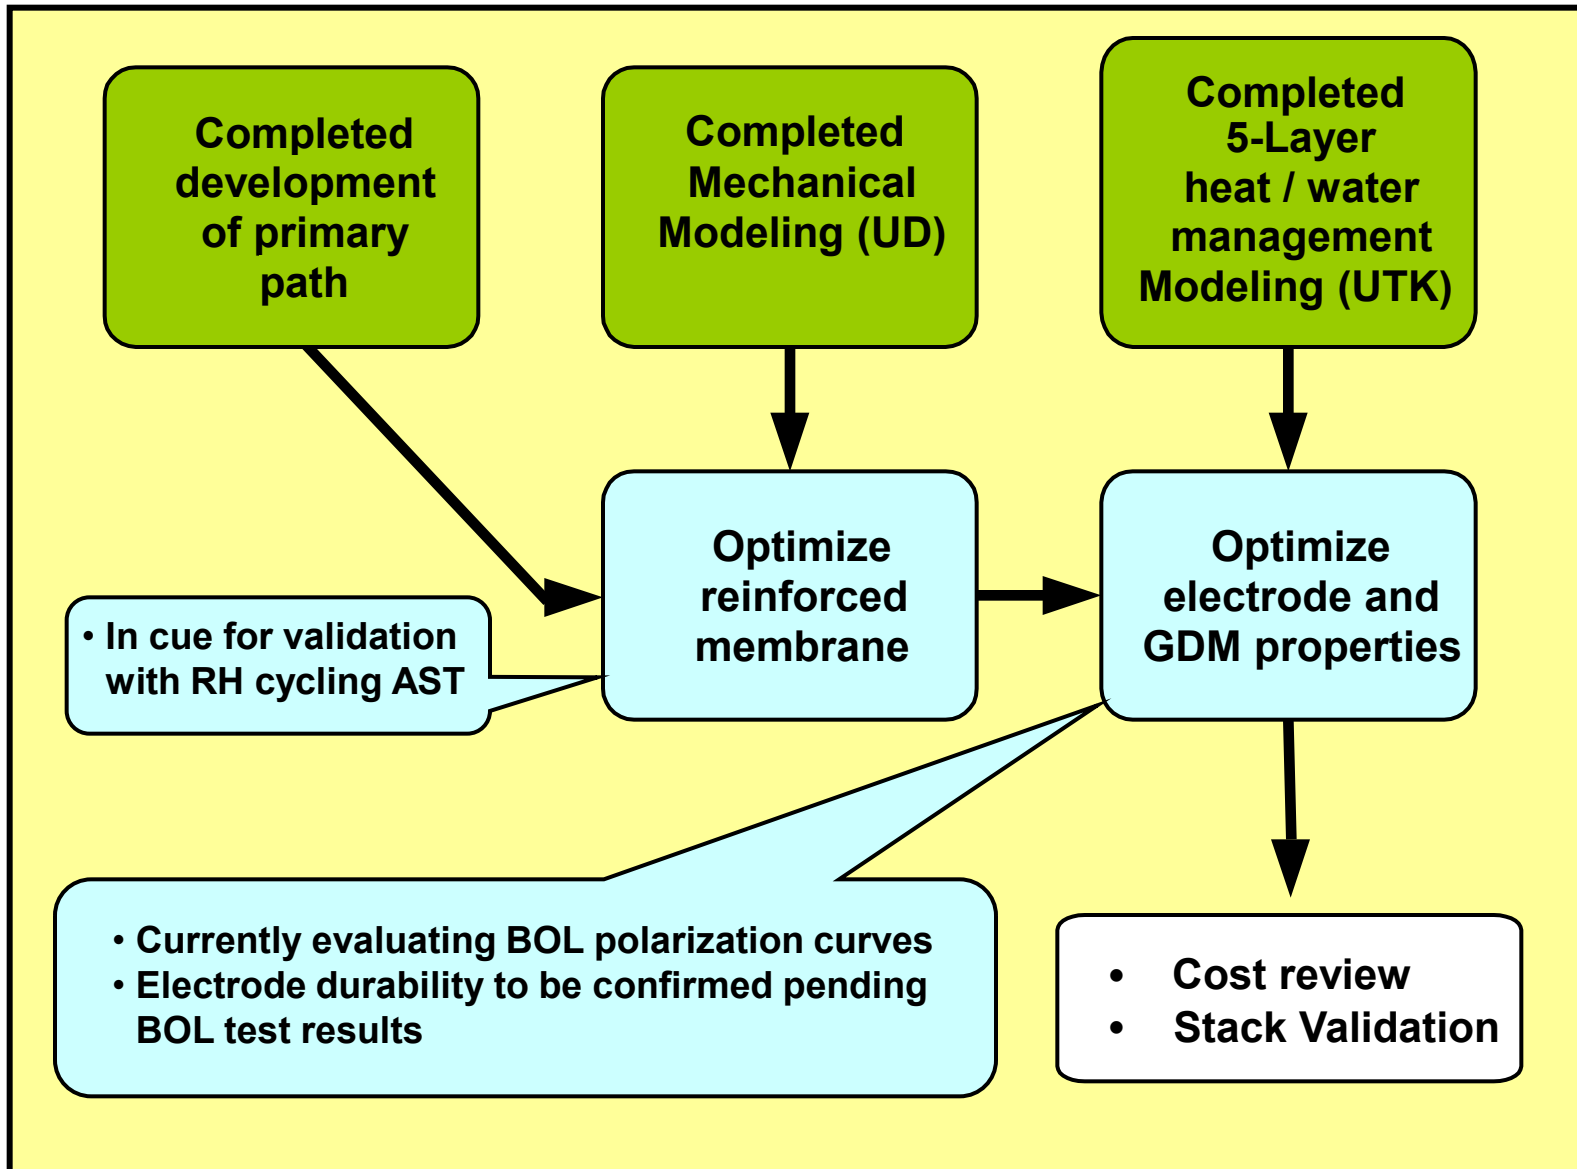 Completed
development
of primary
path
Completed
Mechanical
Modeling (UD)
Completed
5-Layer
heat / water
management
Modeling (UTK)
Optimize
reinforced
membrane
Optimize
electrode and
GDM properties
• In cue for validation
with RH cycling AST
• Currently evaluating BOL polarization curves
• Electrode durability to be confirmed pending
BOL test results
• Cost review
• Stack Validation